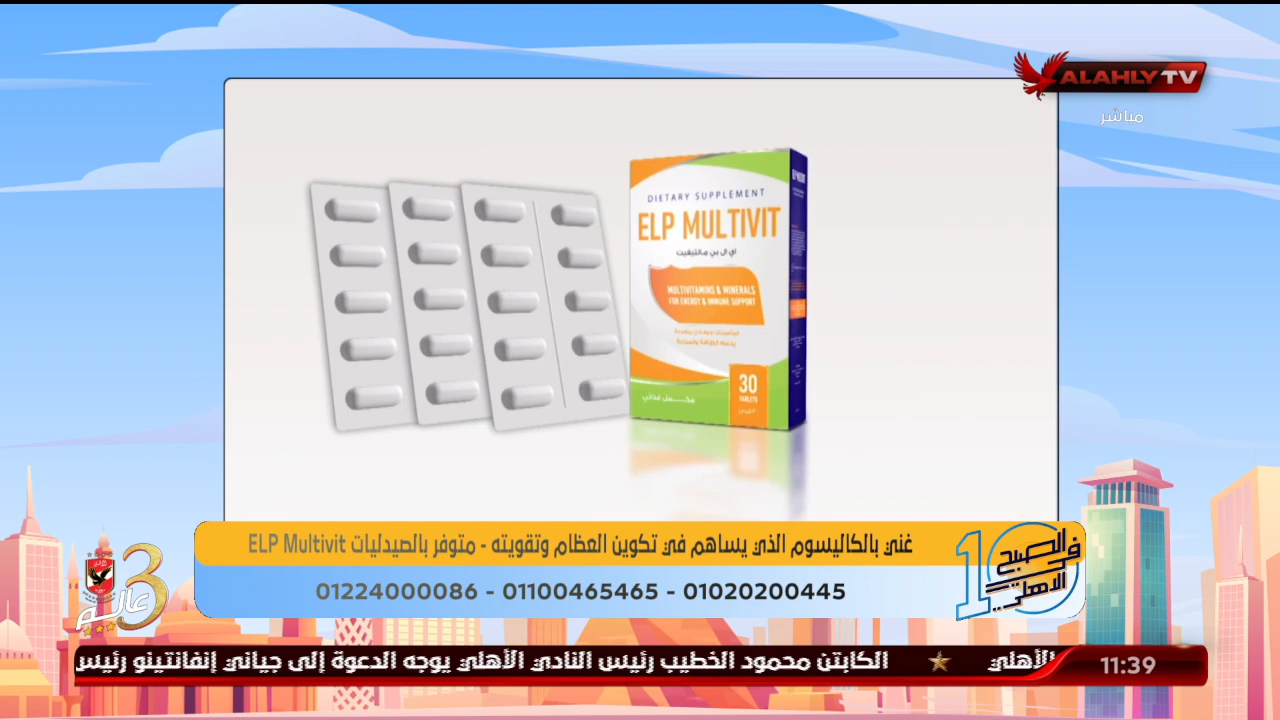 ALAHLY TV
مباشر
DIETARY SUPPLEMENT
ELP MULTIVIT
اي ال بي مالتيفيت
MULTIVITAMINS & MINERALS
FOR ENERGY & IMMUNE SUPPORT
30
TABLETS
مكمل غذائي
غني بالكاليسوم الذي يساهم في تكوين العظام وتقويته - متوفر بالصيدليات ELP Multivit
01224000086 - 01100465465 - 01020200445
10
في الصبح
الأهلي
3
عالم
الأهلي ★ الكابتن محمود الخطيب رئيس النادي الأهلي يوجه الدعوة إلى جياني إنفانتينو رئيس
11:39